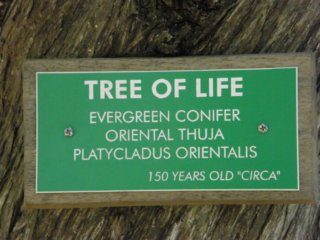 TREE OF LIFE
EVERGREEN CONIFER
ORIENTAL THUJA
PLATYCLADUS ORIENTALIS
150 YEARS OLD "CIRCA"